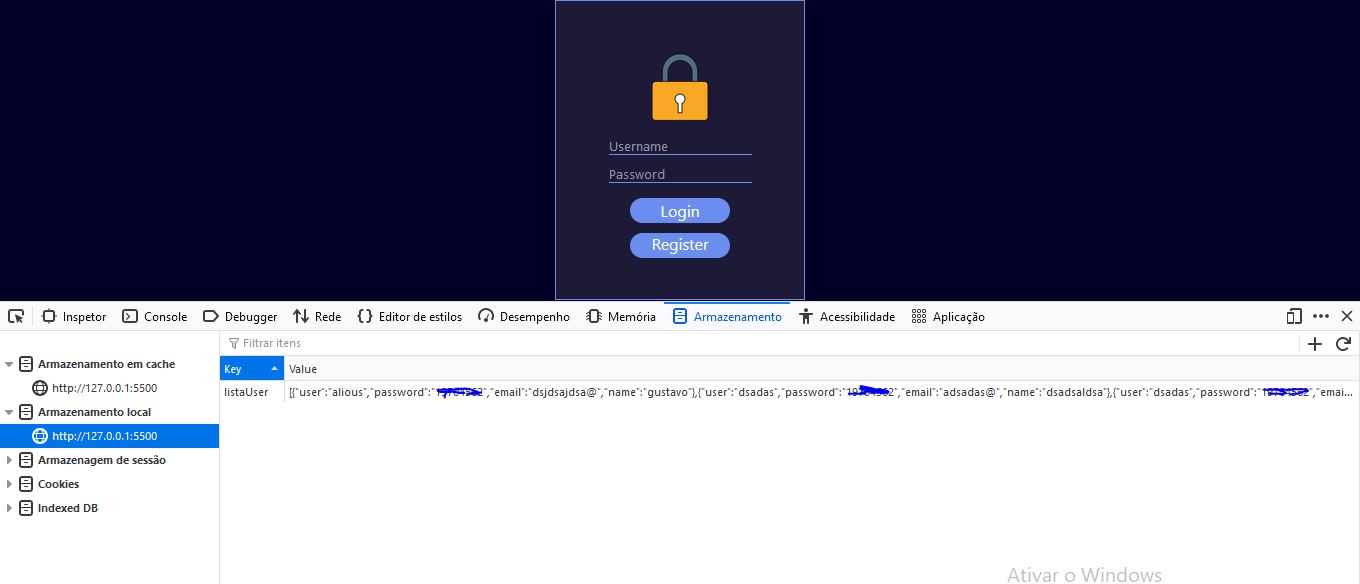 Username
Password
Login
Register
Inspetor Console Debugger Rede Editor de estilos Desempenho Memória Armazenamento Acessibilidade Aplicação
Filtrar itens
Armazenamento em cache
http://127.0.0.1:5500
Armazenamento local
http://127.0.0.1:5500
Armazenagem de sessão
Cookies
Indexed DB
Key Value
listaUser [{"user":"alious","password":" ","email":"dsjdsajdsa@","name":"gustavo"},{"user":"dsadas","password":" ","email":"adsadas@","name":"dsadsaldsa"},{"user":"dsadas","password":" ","emai...
Ativar o Windows